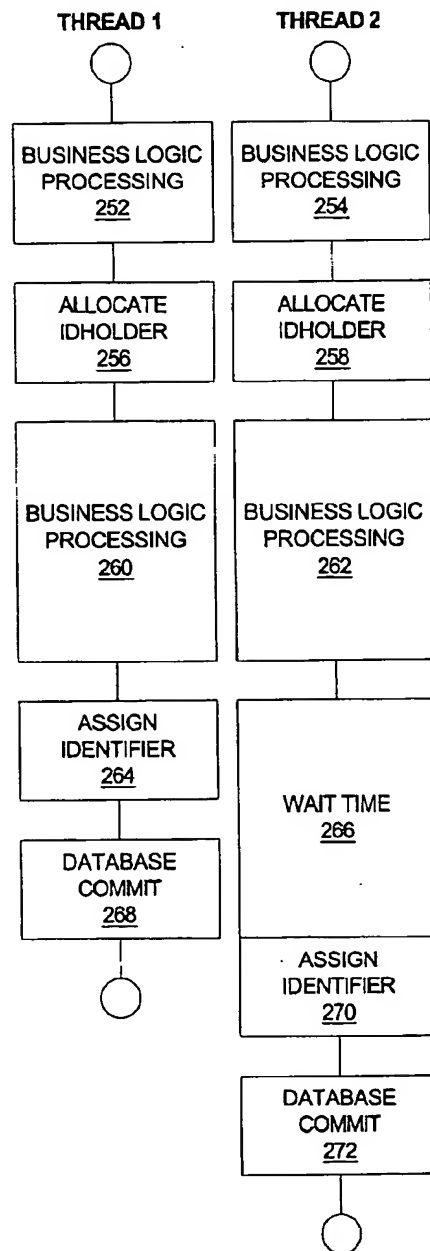 THREAD 1
THREAD 2
BUSINESS LOGIC
PROCESSING
252
BUSINESS LOGIC
PROCESSING
254
ALLOCATE
IDHOLDER
256
ALLOCATE
IDHOLDER
258
BUSINESS LOGIC
PROCESSING
260
BUSINESS LOGIC
PROCESSING
262
ASSIGN
IDENTIFIER
264
WAIT TIME
266
DATABASE
COMMIT
268
ASSIGN
IDENTIFIER
270
DATABASE
COMMIT
272